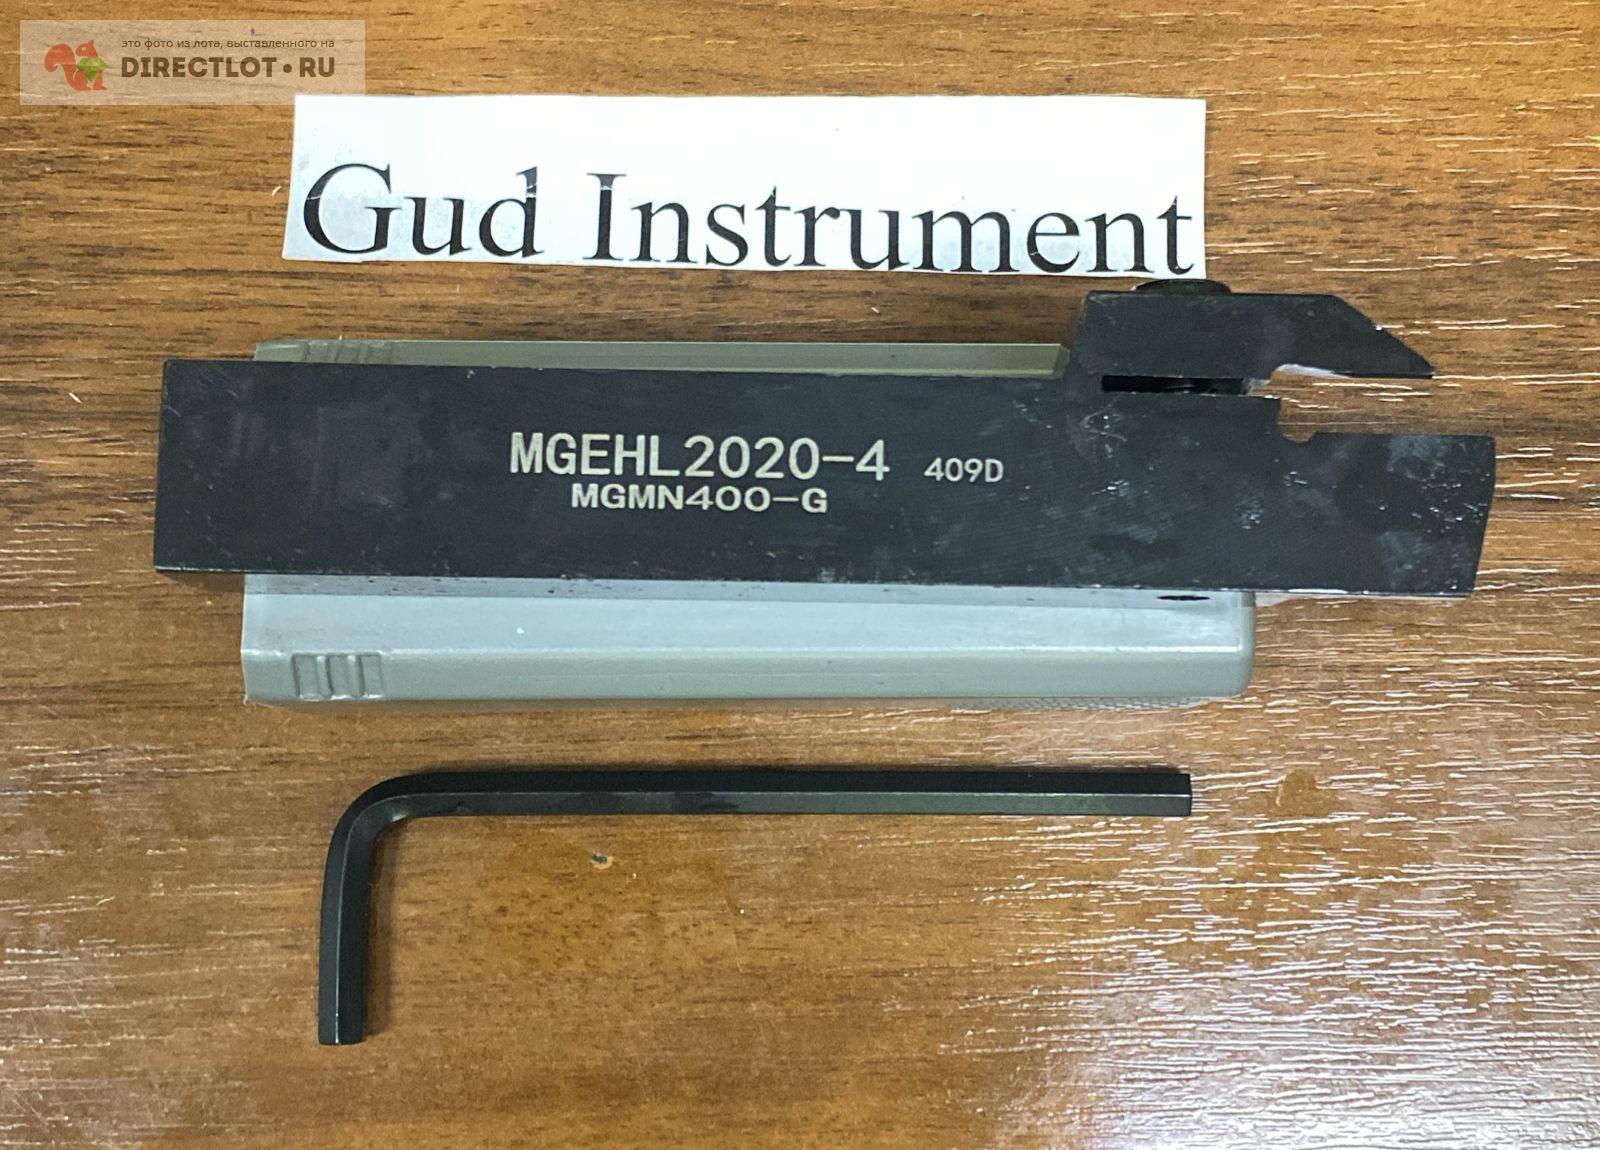 это фото из лота, выставленного на
DIRECTLOT•RU
Gud Instrument
MGEHL2020-4 409D
MGMN400-G